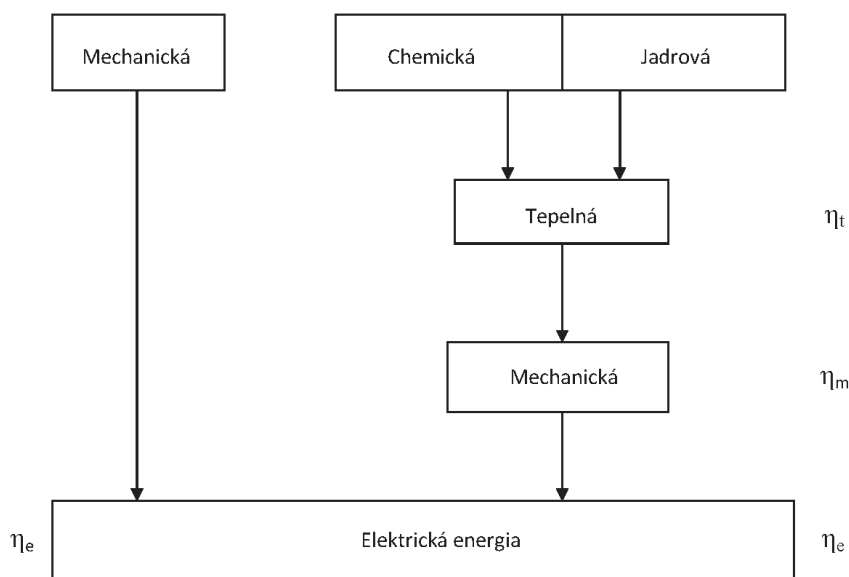 Mechanická
Chemická
Jadrová
Tepelná
ηt
Mechanická
ηm
ηe
Elektrická energia
ηe